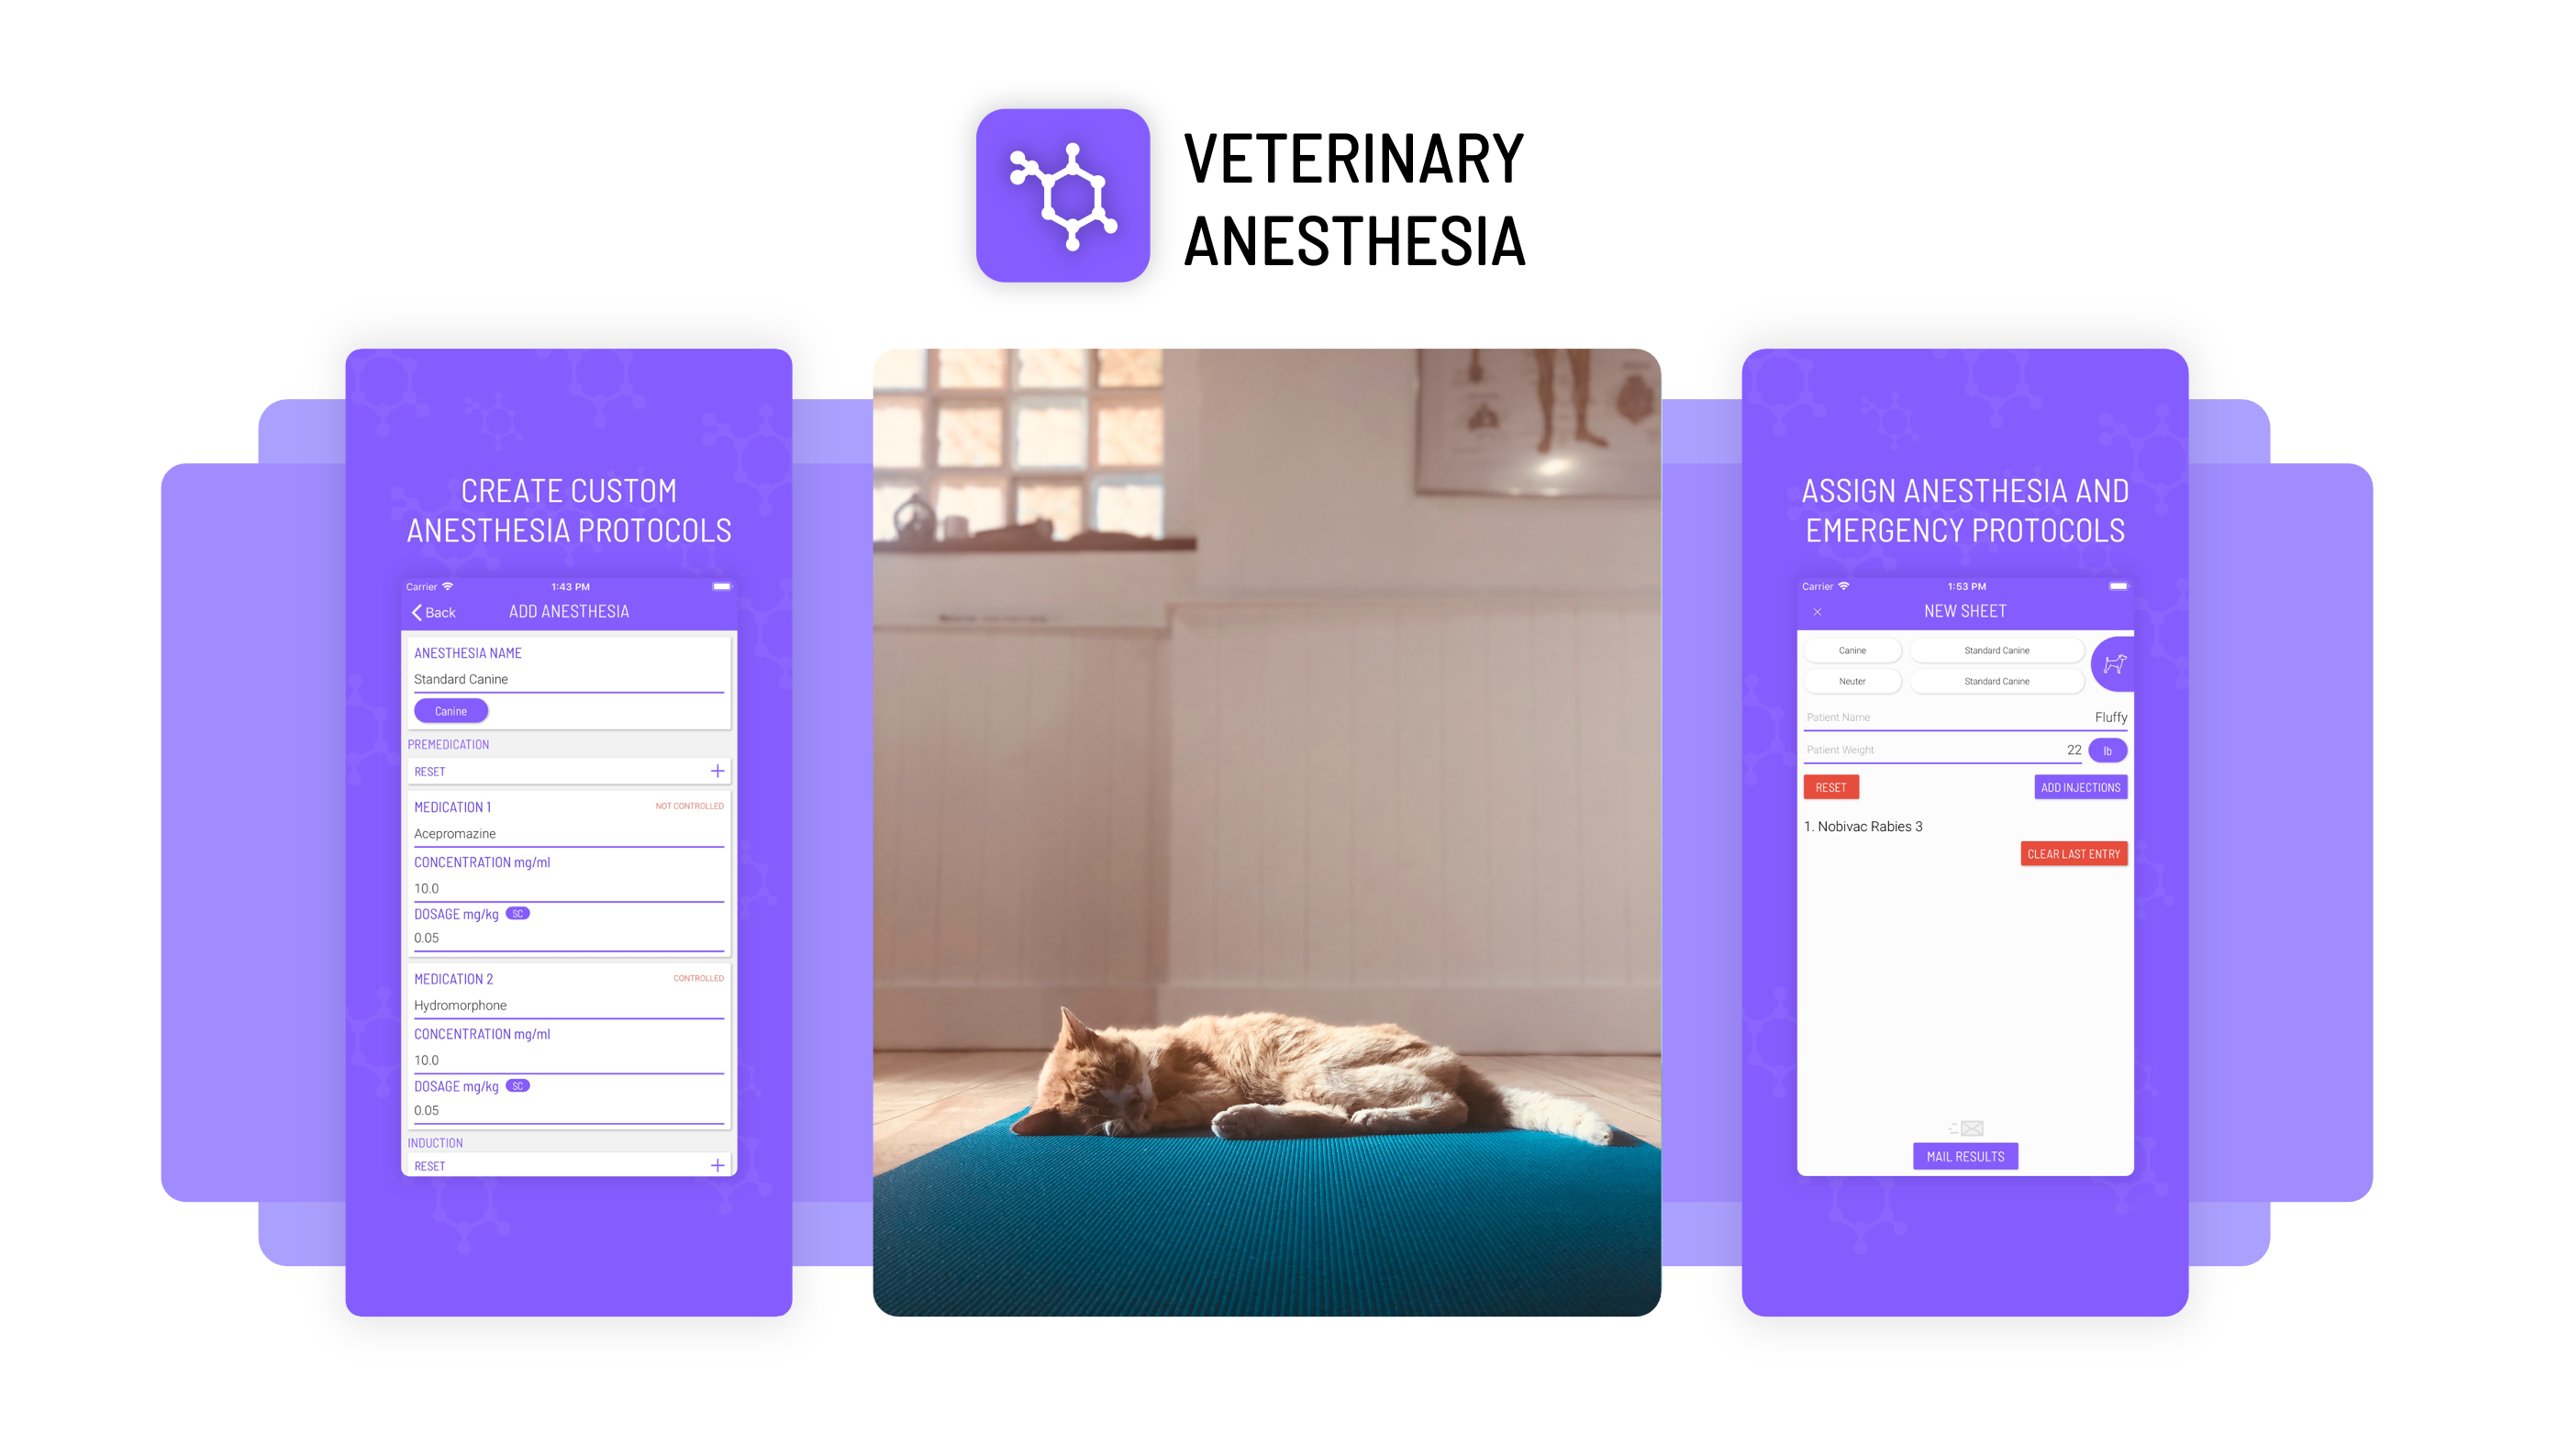 VETERINARY
ANESTHESIA
CREATE CUSTOM
ANESTHESIA PROTOCOLS
Carrier 1:43 PM
Back ADD ANESTHESIA
ANESTHESIA NAME
Standard Canine
Canine
PREMEDICATION
RESET +
MEDICATION 1 NOT CONTROLLED
Acepromazine
CONCENTRATION mg/ml
10.0
DOSAGE mg/kg SC
0.05
MEDICATION 2 CONTROLLED
Hydromorphone
CONCENTRATION mg/ml
10.0
DOSAGE mg/kg SC
0.05
INDUCTION
RESET +
ASSIGN ANESTHESIA AND
EMERGENCY PROTOCOLS
Carrier 1:53 PM
× NEW SHEET
Canine Standard Canine
Neuter Standard Canine
Patient Name Fluffy
Patient Weight 22 lb
RESET ADD INJECTIONS
1. Nobivac Rabies 3
CLEAR LAST ENTRY
MAIL RESULTS